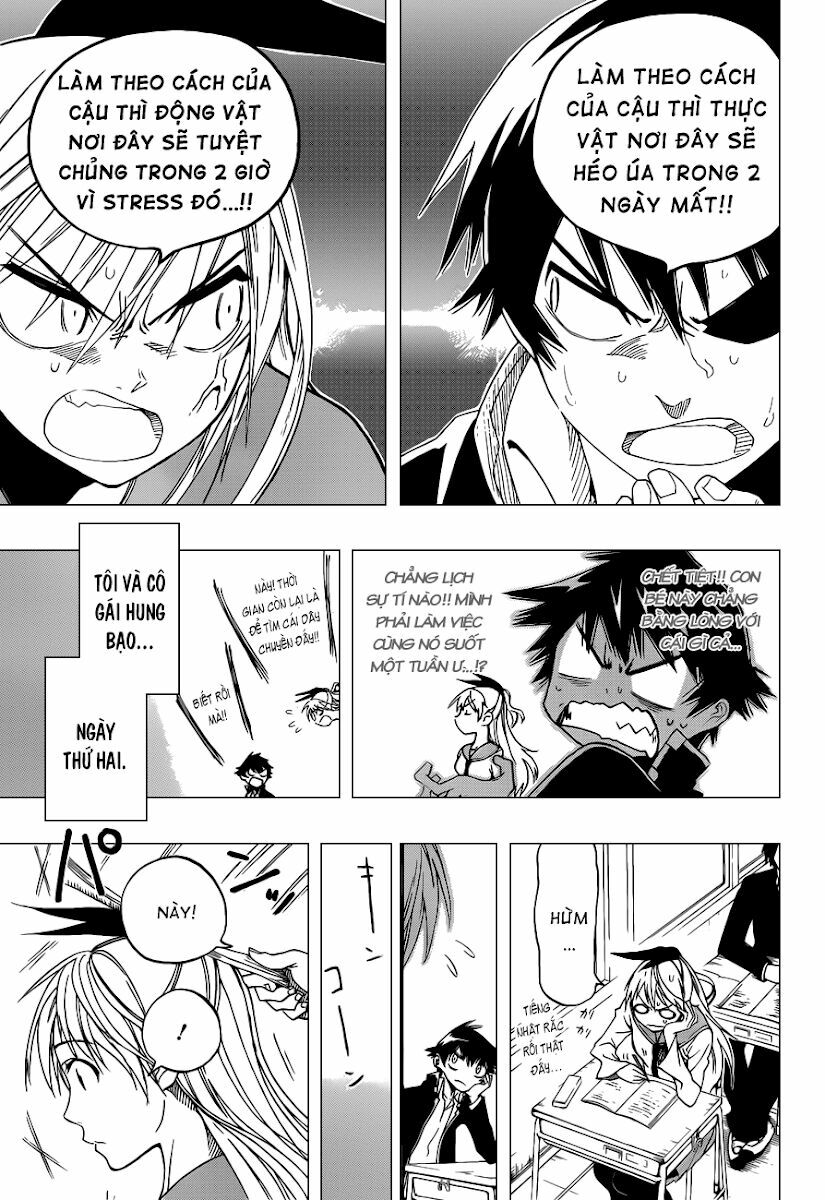 LÀM THEO CÁCH
CỦA CẬU THÌ THỰC
VẬT NƠI ĐÂY SẼ
HÉO ÚA TRONG 2
NGÀY MẤT!!
LÀM THEO CÁCH CỦA
CẬU THÌ ĐỘNG VẬT
NƠI ĐÂY SẼ TUYỆT
CHỦNG TRONG 2 GIỜ
VÌ STRESS ĐÓ...!!
CHẾT TIỆT!! CON
BÉ NÀY CHẲNG
BẰNG LÒNG VỚI
CÁI GÌ CẢ...
CHẲNG LỊCH
SỰ TÍ NÀO!! MÌNH
PHẢI LÀM VIỆC
CÙNG NÓ SUỐT
MỘT TUẦN Ư...!?
NÀY! THỜI
GIAN CÒN LẠI LÀ
ĐỂ TÌM CÁI DÂY
CHUYỀN ĐẤY!!
BIẾT RỒI
MÀ!!
TÔI VÀ CÔ
GÁI HUNG
BẠO...
NGÀY
THỨ HAI.
HỪM
...
TIẾNG
NHẬT RẮC
RỐI THẬT
ĐẤY...
キーンコーン
パン
NÀY!
!